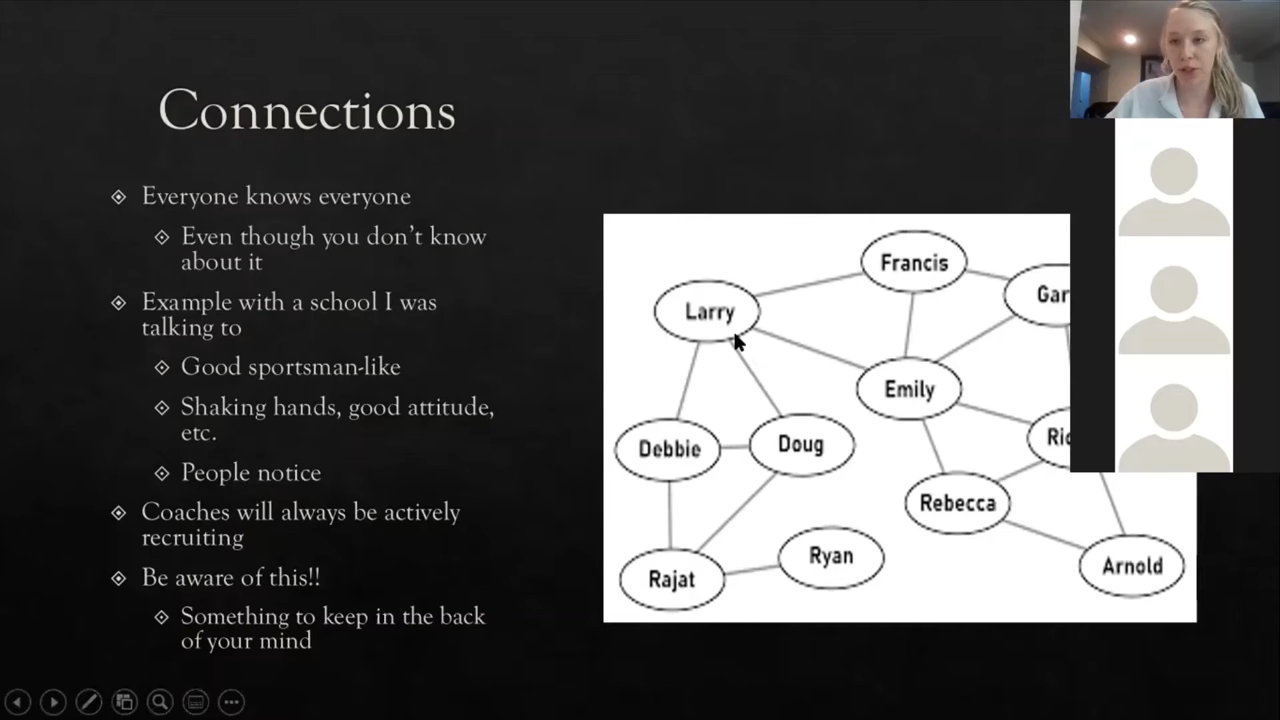 Connections
Everyone knows everyone
Even though you don't know
about it
Example with a school I was
talking to
Good sportsman-like
Shaking hands, good attitude,
etc.
People notice
Coaches will always be actively
recruiting
Be aware of this!!
Something to keep in the back
of your mind
Francis
Larry
Emily
Debbie
Doug
Rebecca
Ryan
Arnold
Rajat